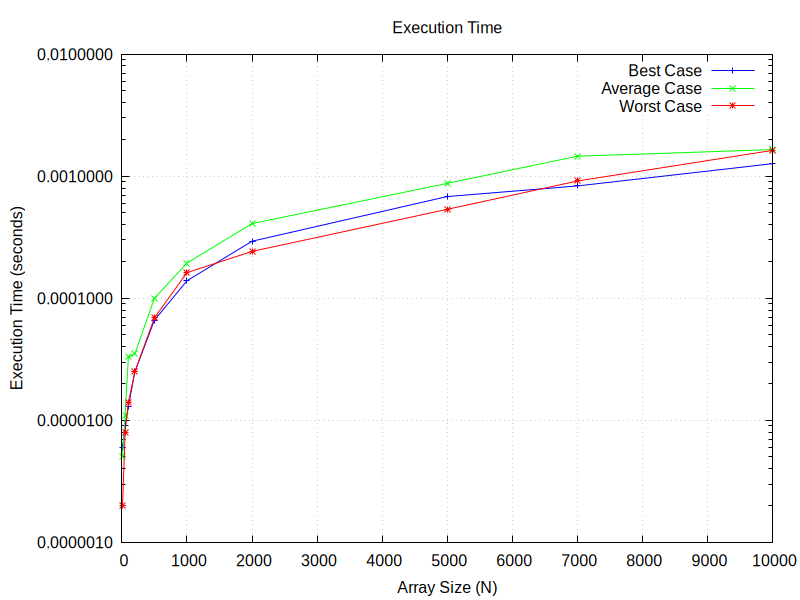 Execution Time
0.0100000
Best Case
Average Case
Worst Case
0.0010000
Execution Time (seconds)
0.0001000
0.0000100
0.0000010
0 1000 2000 3000 4000 5000 6000 7000 8000 9000 10000
Array Size (N)